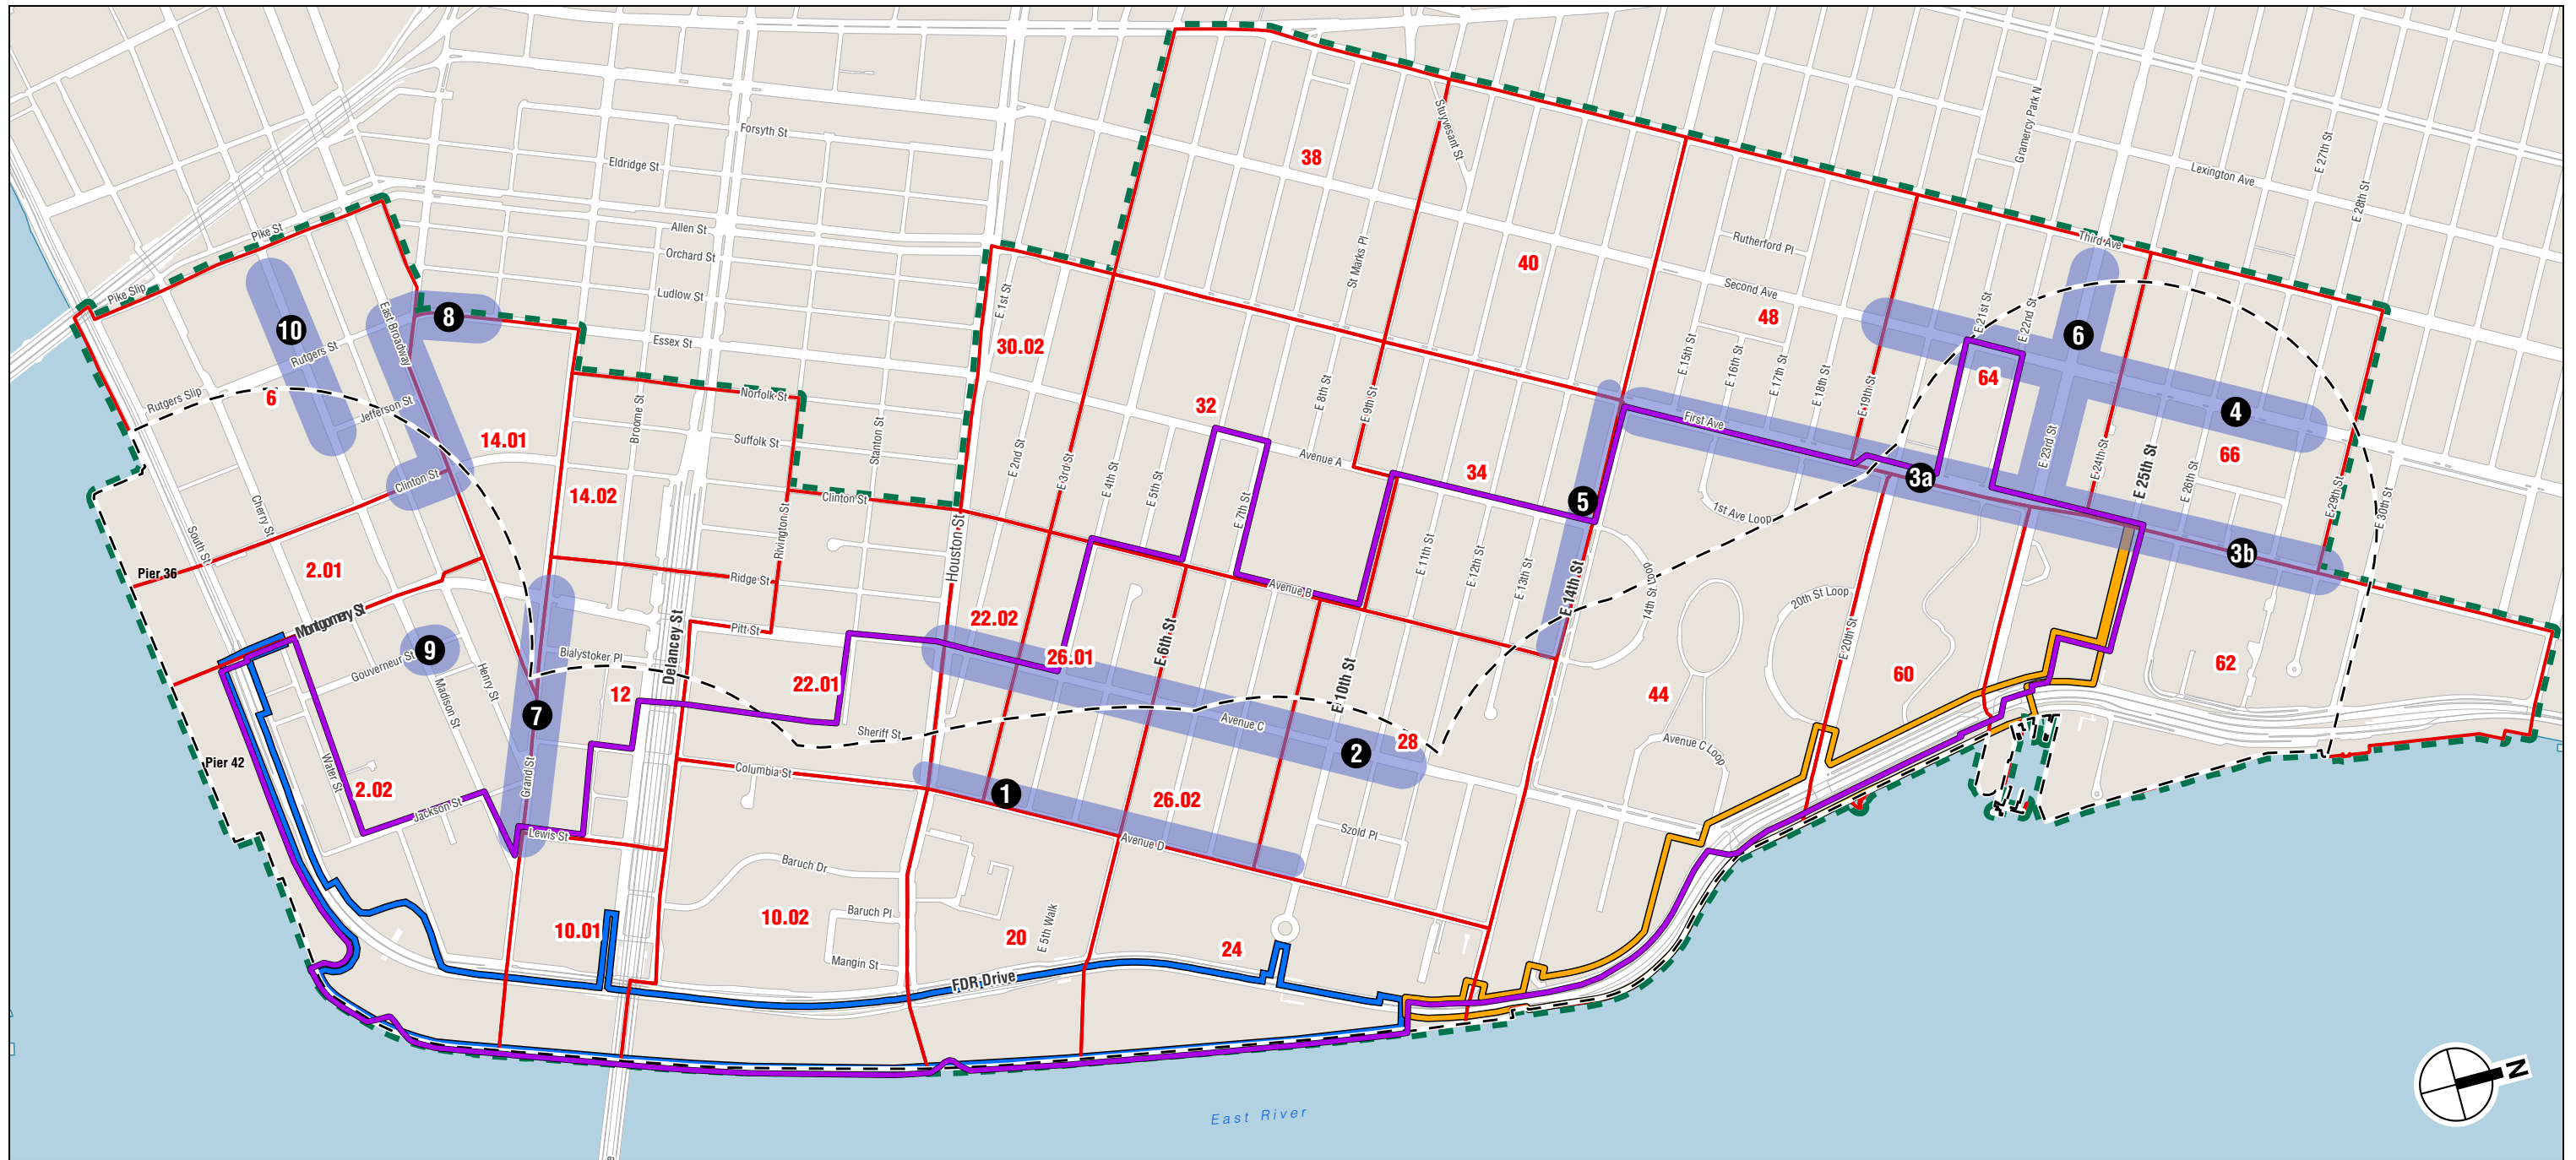 Forsyth St
Eldridge St
Allen St
Orchard St
Ludlow St
Essex St
Norfolk St
Suffolk St
Clinton St
Ridge St
Pitt St
Bialystoker Pl
Sheriff St
Columbia St
Lewis St
Baruch Dr
Baruch Pl
Mangin St
Pike St
Pike Slip
Rutgers St
Rutgers Slip
East Broadway
Jefferson St
Clinton St
Cherry St
South St
Pier 36
Montgomery St
Gouverneur St
Madison St
Henry St
Water St
Pier 42
Jackson St
Grand St
Broome St
Delancey St
Rivington St
Stanton St
Houston St
E 1st St
E 2nd St
E 3rd St
E 4th St
E 5th St
E 6th St
E 7th St
E 8th St
St Marks Pl
E 9th St
Stuyvesant St
E 10th St
E 11th St
E 12th St
E 13th St
E 14th St
Avenue A
Avenue B
Avenue C
Avenue D
Szold Pl
E 5th Walk
FDR Drive
14th St Loop
1st Ave Loop
20th St Loop
Avenue C Loop
E 15th St
E 16th St
E 17th St
E 18th St
E 19th St
E 20th St
E 21st St
E 22nd St
E 23rd St
E 24th St
E 25th St
E 26th St
E 27th St
E 28th St
E 29th St
E 30th St
Rutherford Pl
Gramercy Park N
Lexington Ave
Third Ave
Second Ave
First Ave
6
14.01
14.02
2.01
2.02
12
10.01
10.02
22.01
22.02
26.01
26.02
20
24
28
30.02
32
34
38
40
44
48
60
62
64
66
1
2
3a
3b
4
5
6
7
8
9
10
East River
N